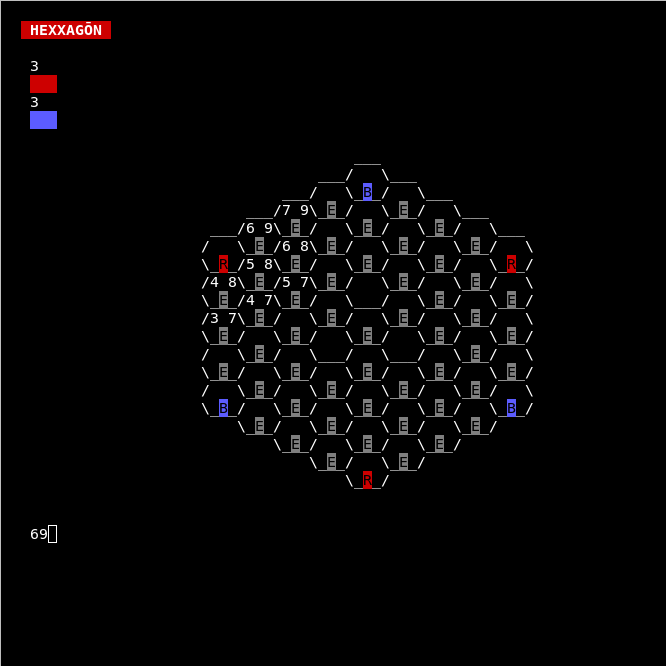 HEXXAGŌN
3
3
B
7 9 E E
6 9 E E E
E 6 8 E E E
R 5 8 E E E R
4 8 E 5 7 E E E
E 4 7 E E E
3 7 E E E E
E E E E E
E E
E E E E E
E E E E
B E E E B
E E E E
E E E
E E
R
69